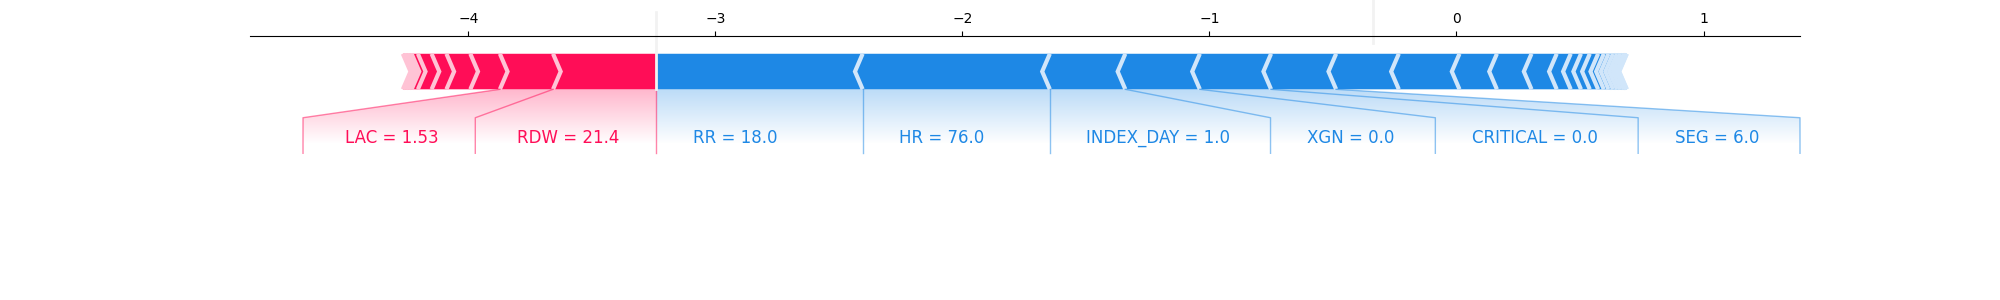 −4 −3 −2 −1 0 1
LAC = 1.53 RDW = 21.4 RR = 18.0 HR = 76.0 INDEX_DAY = 1.0 XGN = 0.0 CRITICAL = 0.0 SEG = 6.0